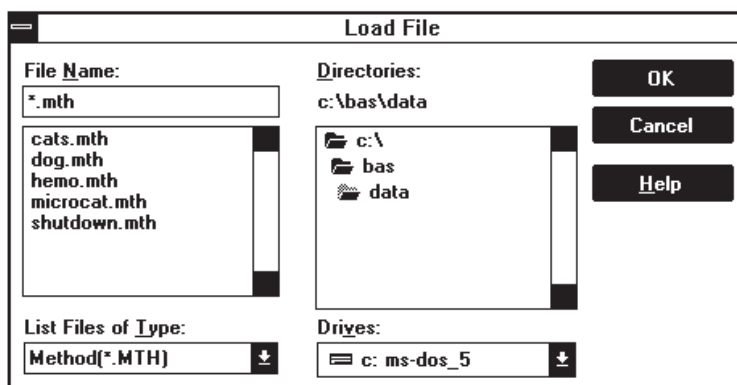 Load File
File Name:
*.mth
cats.mth
dog.mth
hemo.mth
microcat.mth
shutdown.mth
List Files of Type:
Method(*.MTH)
Directories:
c:\bas\data
c:\
bas
data
Drives:
c: ms-dos_5
OK
Cancel
Help